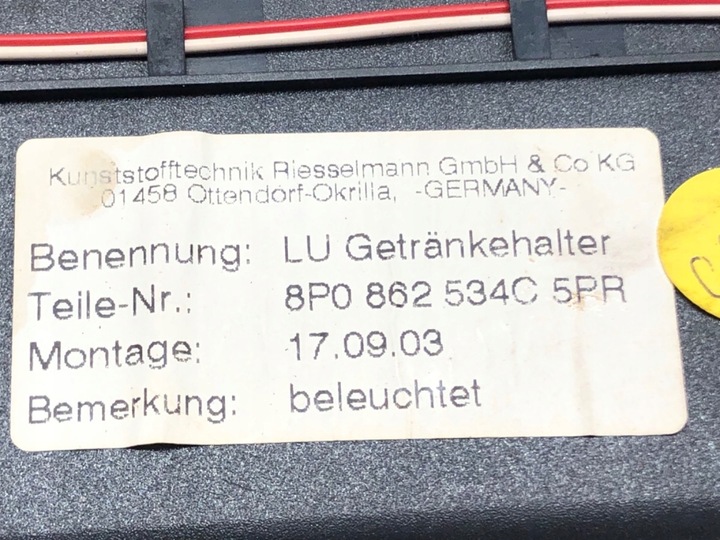 Kunststofftechnik Riesselmann GmbH & Co KG
01458 Ottendorf-Okrilla, -GERMANY-
Benennung: LU Getränkehalter
Teile-Nr.: 8P0 862 534C 5PR
Montage: 17.09.03
Bemerkung: beleuchtet